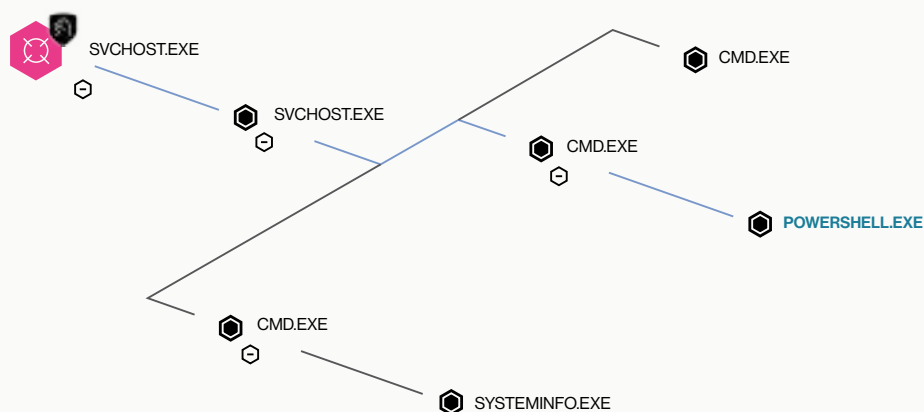 SVCHOST.EXE
CMD.EXE
SVCHOST.EXE
CMD.EXE
POWERSHELL.EXE
CMD.EXE
SYSTEMINFO.EXE